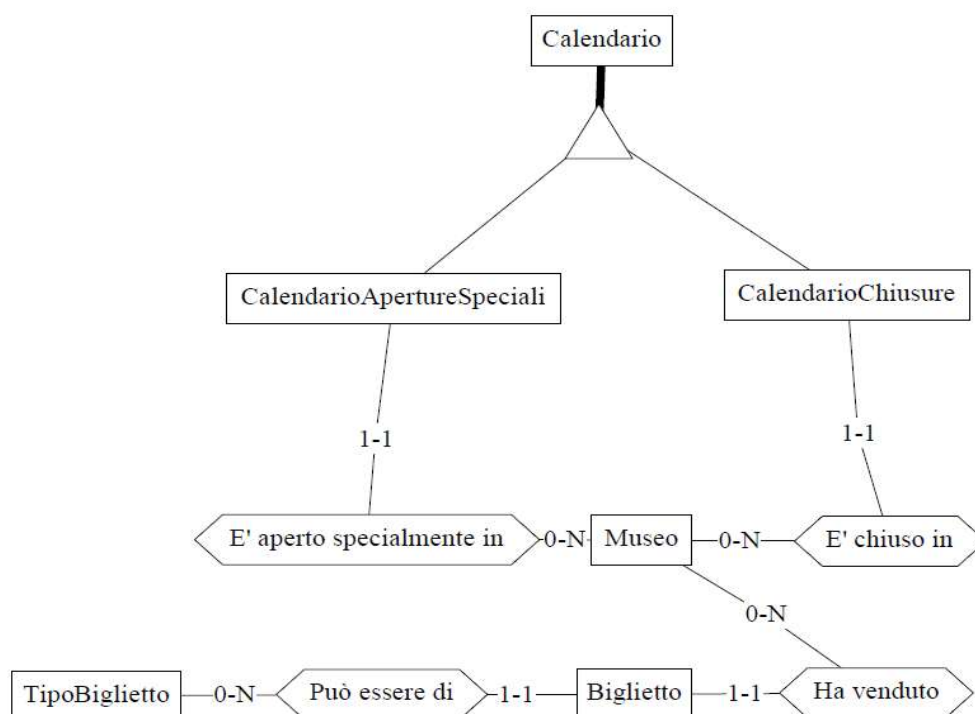 Calendario
CalendarioApertureSpeciali
CalendarioChiusure
1-1
1-1
E' aperto specialmente in
0-N
Museo
0-N
E' chiuso in
0-N
TipoBiglietto
0-N
Può essere di
1-1
Biglietto
1-1
Ha venduto